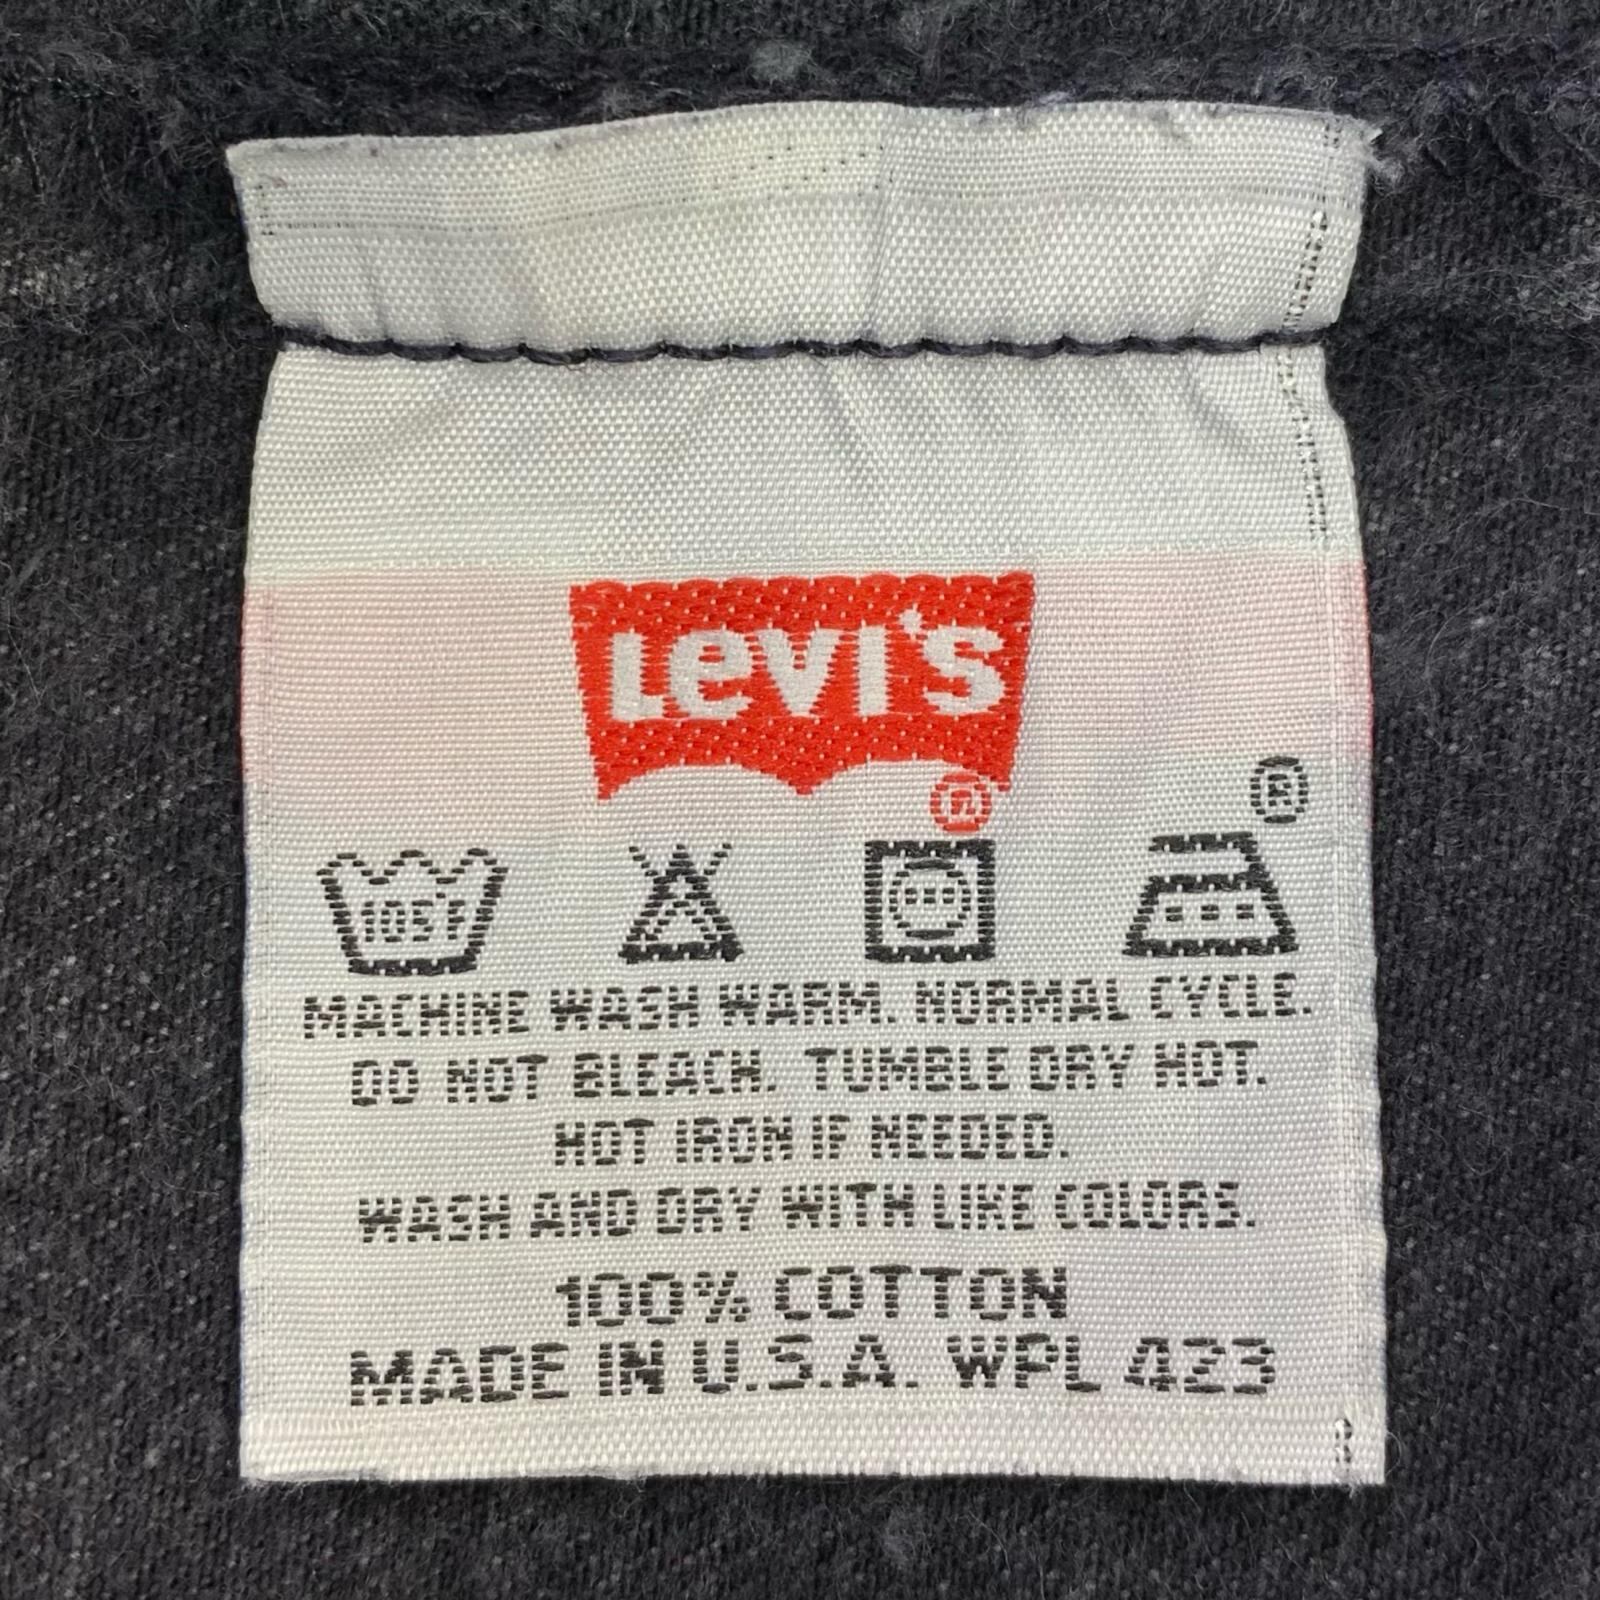 Levi's
®
®
105°F
MACHINE WASH WARM. NORMAL CYCLE.
DO NOT BLEACH. TUMBLE DRY HOT.
HOT IRON IF NEEDED.
WASH AND DRY WITH LIKE COLORS.
100% COTTON
MADE IN U.S.A. WPL 423